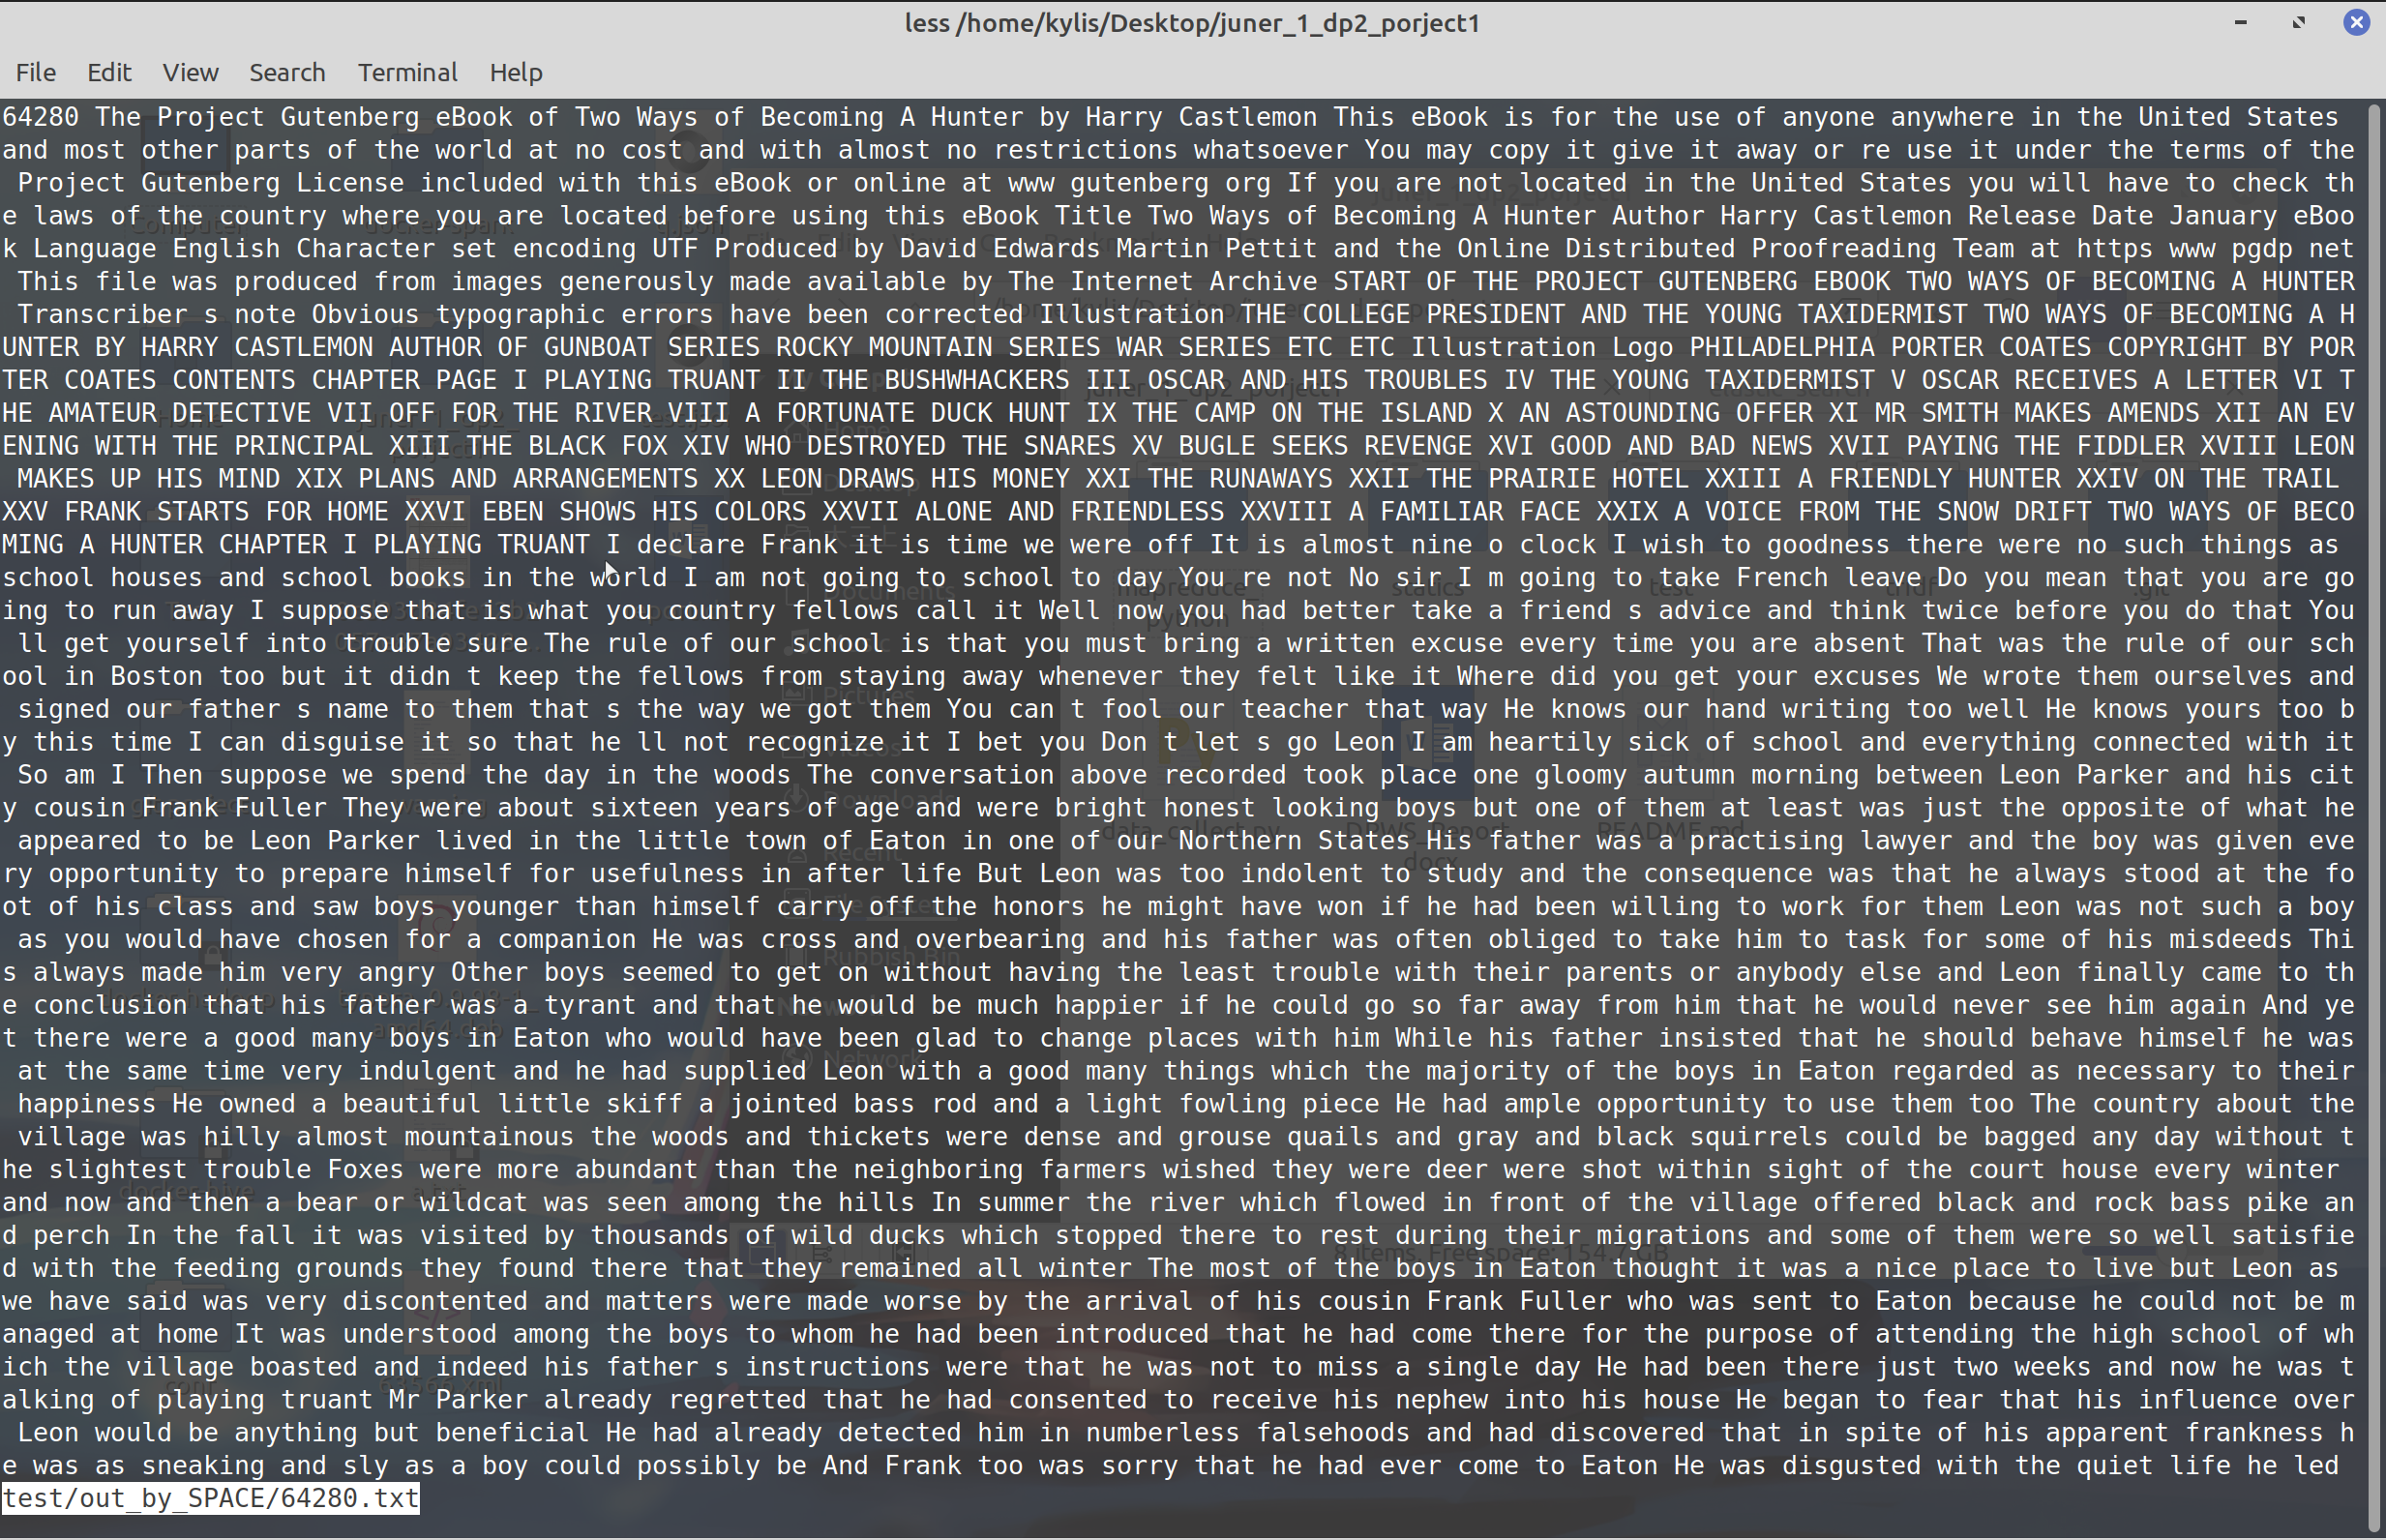 less /home/kylis/Desktop/juner_1_dp2_porject1
File Edit View Search Terminal Help
64280 The Project Gutenberg eBook of Two Ways of Becoming A Hunter by Harry Castlemon This eBook is for the use of anyone anywhere in the United States
and most other parts of the world at no cost and with almost no restrictions whatsoever You may copy it give it away or re use it under the terms of the
Project Gutenberg License included with this eBook or online at www gutenberg org If you are not located in the United States you will have to check th
e laws of the country where you are located before using this eBook Title Two Ways of Becoming A Hunter Author Harry Castlemon Release Date January eBoo
k Language English Character set encoding UTF Produced by David Edwards Martin Pettit and the Online Distributed Proofreading Team at https www pgdp net
This file was produced from images generously made available by The Internet Archive START OF THE PROJECT GUTENBERG EBOOK TWO WAYS OF BECOMING A HUNTER
Transcriber s note Obvious typographic errors have been corrected Illustration THE COLLEGE PRESIDENT AND THE YOUNG TAXIDERMIST TWO WAYS OF BECOMING A H
UNTER BY HARRY CASTLEMON AUTHOR OF GUNBOAT SERIES ROCKY MOUNTAIN SERIES WAR SERIES ETC ETC Illustration Logo PHILADELPHIA PORTER COATES COPYRIGHT BY POR
TER COATES CONTENTS CHAPTER PAGE I PLAYING TRUANT II THE BUSHWHACKERS III OSCAR AND HIS TROUBLES IV THE YOUNG TAXIDERMIST V OSCAR RECEIVES A LETTER VI T
HE AMATEUR DETECTIVE VII OFF FOR THE RIVER VIII A FORTUNATE DUCK HUNT IX THE CAMP ON THE ISLAND X AN ASTOUNDING OFFER XI MR SMITH MAKES AMENDS XII AN EV
ENING WITH THE PRINCIPAL XIII THE BLACK FOX XIV WHO DESTROYED THE SNARES XV BUGLE SEEKS REVENGE XVI GOOD AND BAD NEWS XVII PAYING THE FIDDLER XVIII LEON
MAKES UP HIS MIND XIX PLANS AND ARRANGEMENTS XX LEON DRAWS HIS MONEY XXI THE RUNAWAYS XXII THE PRAIRIE HOTEL XXIII A FRIENDLY HUNTER XXIV ON THE TRAIL
XXV FRANK STARTS FOR HOME XXVI EBEN SHOWS HIS COLORS XXVII ALONE AND FRIENDLESS XXVIII A FAMILIAR FACE XXIX A VOICE FROM THE SNOW DRIFT TWO WAYS OF BECO
MING A HUNTER CHAPTER I PLAYING TRUANT I declare Frank it is time we were off It is almost nine o clock I wish to goodness there were no such things as
school houses and school books in the world I am not going to school to day You re not No sir I m going to take French leave Do you mean that you are go
ing to run away I suppose that is what you country fellows call it Well now you had better take a friend s advice and think twice before you do that You
ll get yourself into trouble sure The rule of our school is that you must bring a written excuse every time you are absent That was the rule of our sch
ool in Boston too but it didn t keep the fellows from staying away whenever they felt like it Where did you get your excuses We wrote them ourselves and
signed our father s name to them that s the way we got them You can t fool our teacher that way He knows our hand writing too well He knows yours too b
y this time I can disguise it so that he ll not recognize it I bet you Don t let s go Leon I am heartily sick of school and everything connected with it
So am I Then suppose we spend the day in the woods The conversation above recorded took place one gloomy autumn morning between Leon Parker and his cit
y cousin Frank Fuller They were about sixteen years of age and were bright honest looking boys but one of them at least was just the opposite of what he
appeared to be Leon Parker lived in the little town of Eaton in one of our Northern States His father was a practising lawyer and the boy was given eve
ry opportunity to prepare himself for usefulness in after life But Leon was too indolent to study and the consequence was that he always stood at the fo
ot of his class and saw boys younger than himself carry off the honors he might have won if he had been willing to work for them Leon was not such a boy
as you would have chosen for a companion He was cross and overbearing and his father was often obliged to take him to task for some of his misdeeds Thi
s always made him very angry Other boys seemed to get on without having the least trouble with their parents or anybody else and Leon finally came to th
e conclusion that his father was a tyrant and that he would be much happier if he could go so far away from him that he would never see him again And ye
t there were a good many boys in Eaton who would have been glad to change places with him While his father insisted that he should behave himself he was
at the same time very indulgent and he had supplied Leon with a good many things which the majority of the boys in Eaton regarded as necessary to their
happiness He owned a beautiful little skiff a jointed bass rod and a light fowling piece He had ample opportunity to use them too The country about the
village was hilly almost mountainous the woods and thickets were dense and grouse quails and gray and black squirrels could be bagged any day without t
he slightest trouble Foxes were more abundant than the neighboring farmers wished they were deer were shot within sight of the court house every winter
and now and then a bear or wildcat was seen among the hills In summer the river which flowed in front of the village offered black and rock bass pike an
d perch In the fall it was visited by thousands of wild ducks which stopped there to rest during their migrations and some of them were so well satisfie
d with the feeding grounds they found there that they remained all winter The most of the boys in Eaton thought it was a nice place to live but Leon as
we have said was very discontented and matters were made worse by the arrival of his cousin Frank Fuller who was sent to Eaton because he could not be m
anaged at home It was understood among the boys to whom he had been introduced that he had come there for the purpose of attending the high school of wh
ich the village boasted and indeed his father s instructions were that he was not to miss a single day He had been there just two weeks and now he was t
alking of playing truant Mr Parker already regretted that he had consented to receive his nephew into his house He began to fear that his influence over
Leon would be anything but beneficial He had already detected him in numberless falsehoods and had discovered that in spite of his apparent frankness h
e was as sneaking and sly as a boy could possibly be And Frank too was sorry that he had ever come to Eaton He was disgusted with the quiet life he led
test/out_by_SPACE/64280.txt